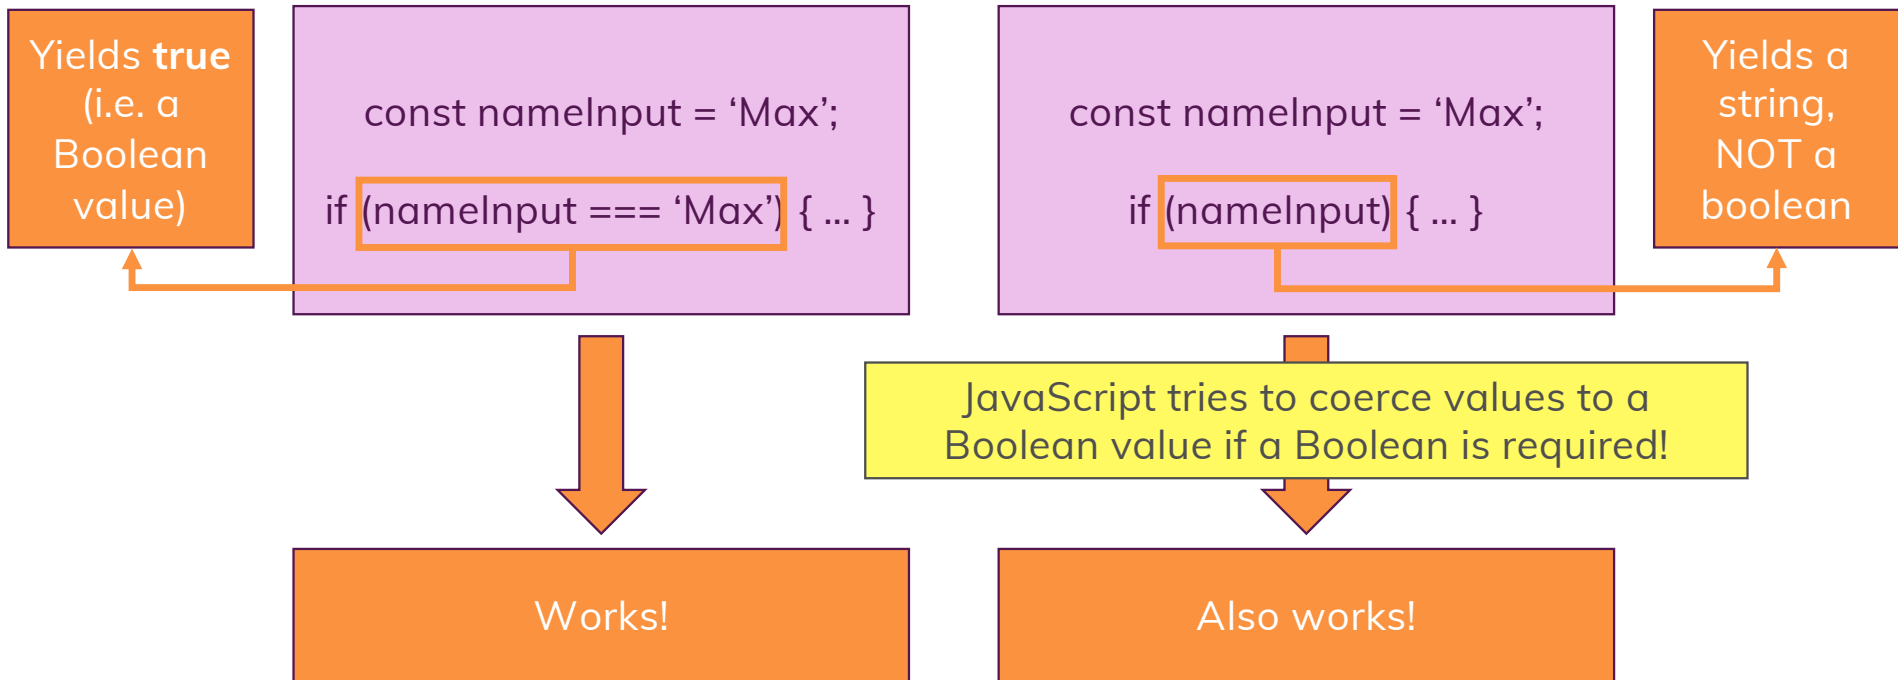 Yields true
(i.e. a
Boolean
value)
const nameInput = ‘Max’;
if (nameInput === ‘Max’) { ... }
const nameInput = ‘Max’;
if (nameInput) { ... }
Yields a
string,
NOT a
boolean
JavaScript tries to coerce values to a
Boolean value if a Boolean is required!
Works!
Also works!